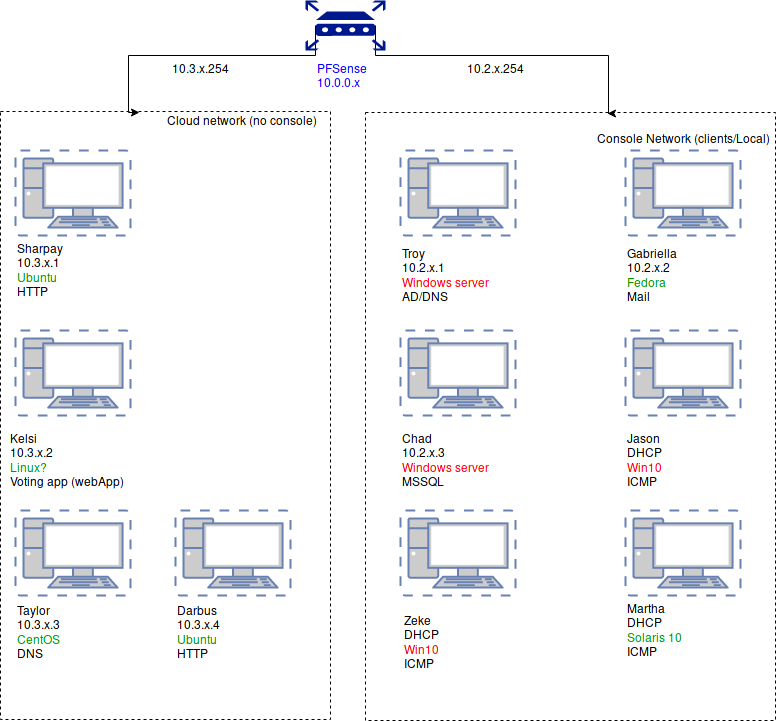 10.3.x.254
PFSense
10.0.0.x
10.2.x.254
Cloud network (no console)
Console Network (clients/Local)
Sharpay
10.3.x.1
Ubuntu
HTTP
Troy
10.2.x.1
Windows server
AD/DNS
Gabriella
10.2.x.2
Fedora
Mail
Kelsi
10.3.x.2
Linux?
Voting app (webApp)
Chad
10.2.x.3
Windows server
MSSQL
Jason
DHCP
Win10
ICMP
Taylor
10.3.x.3
CentOS
DNS
Darbus
10.3.x.4
Ubuntu
HTTP
Zeke
DHCP
Win10
ICMP
Martha
DHCP
Solaris 10
ICMP